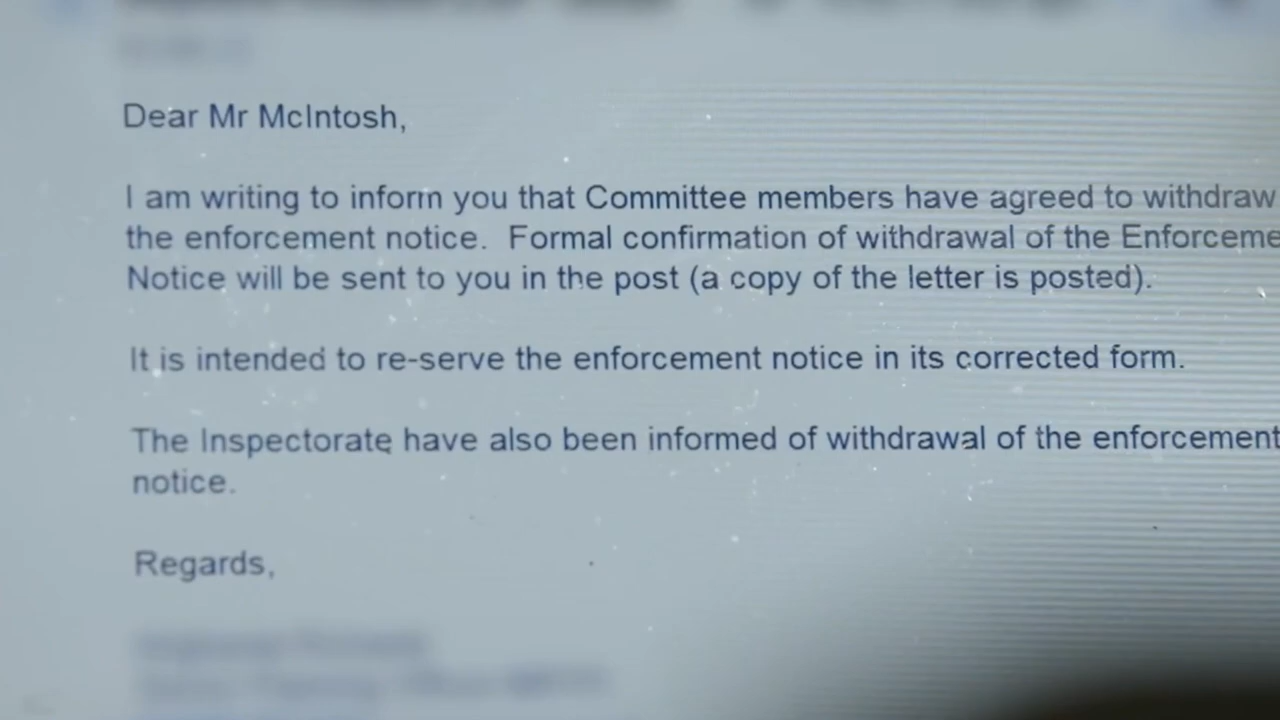 Dear Mr McIntosh,
I am writing to inform you that Committee members have agreed to withdraw
the enforcement notice. Formal confirmation of withdrawal of the Enforceme
Notice will be sent to you in the post (a copy of the letter is posted).
It is intended to re-serve the enforcement notice in its corrected form.
The Inspectorate have also been informed of withdrawal of the enforcement
notice.
Regards,